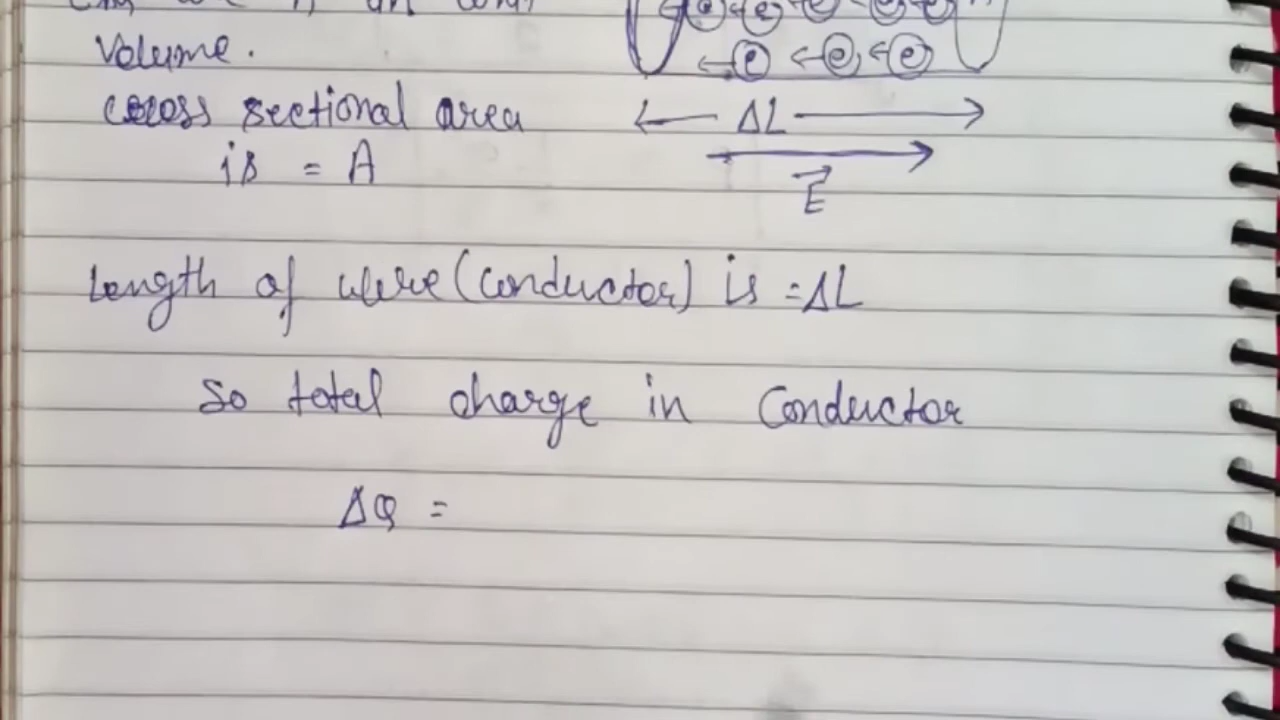 volume.
e e e e e
e e e
cross sectional area
is = A
ΔL
E
Length of wire (conductor) is = ΔL
So total charge in Conductor
ΔQ =